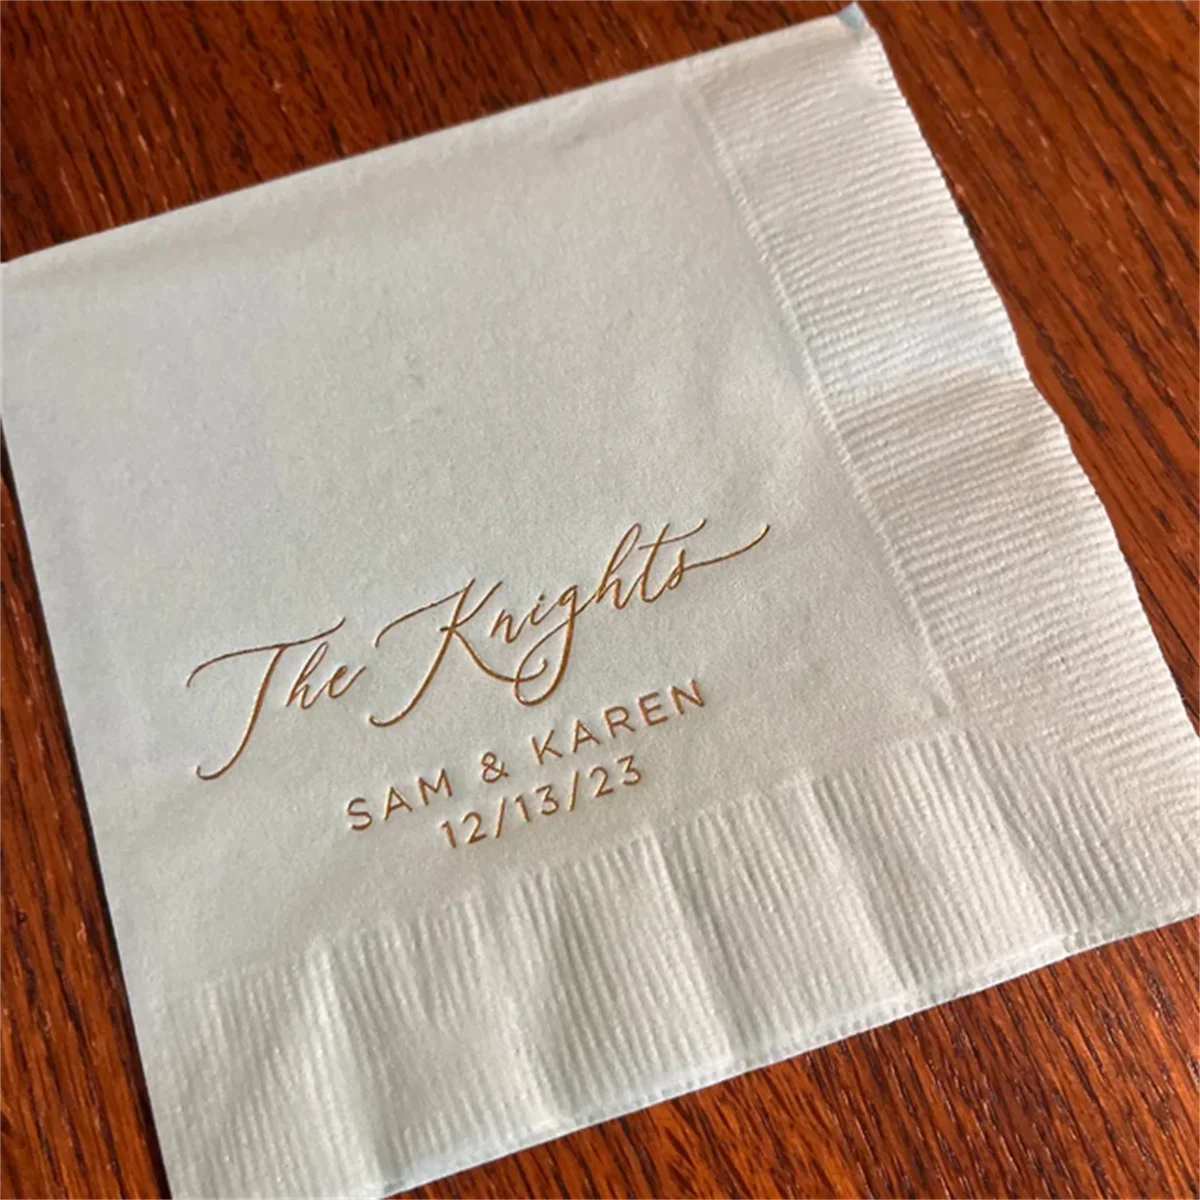 The Knights
SAM & KAREN
12/13/23